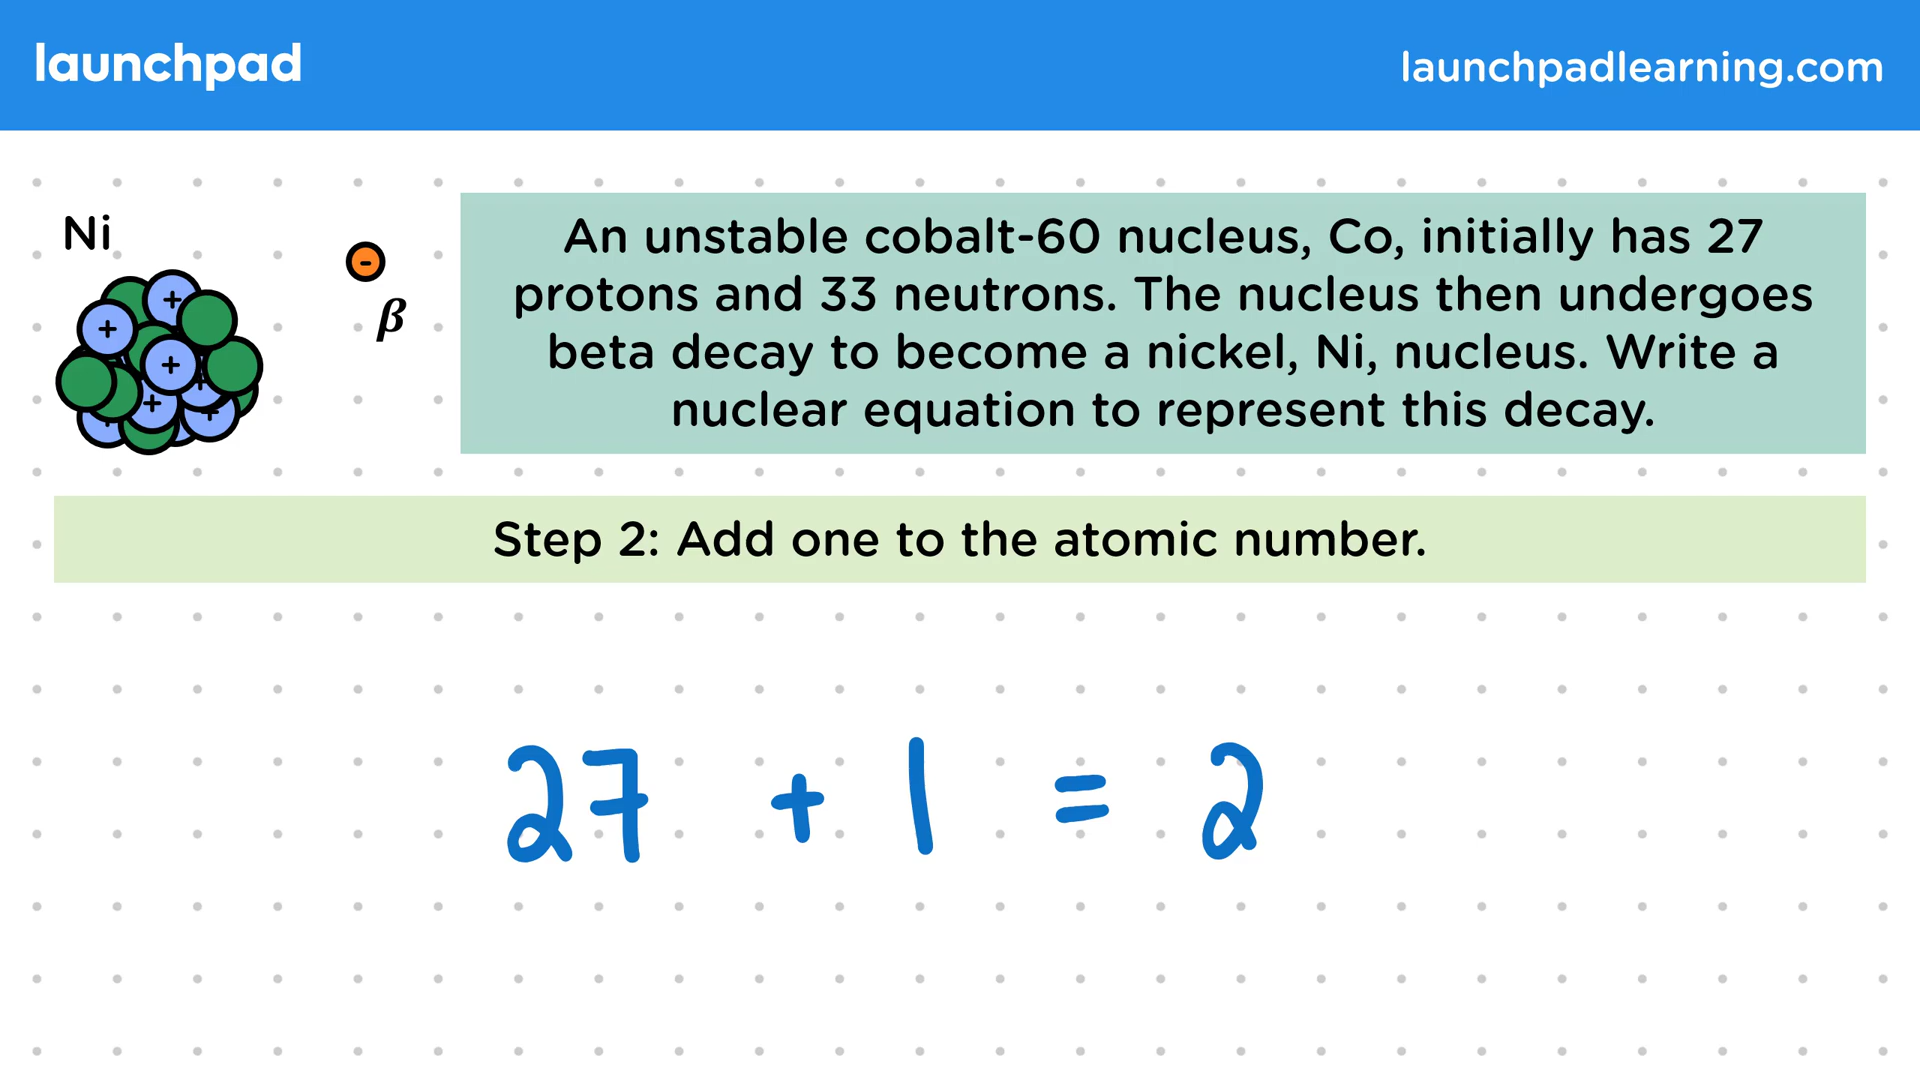 launchpad
launchpadlearning.com
Ni
-
β
+
+
+
+
+
+
An unstable cobalt-60 nucleus, Co, initially has 27
protons and 33 neutrons. The nucleus then undergoes
beta decay to become a nickel, Ni, nucleus. Write a
nuclear equation to represent this decay.
Step 2: Add one to the atomic number.
27 + 1 = 2